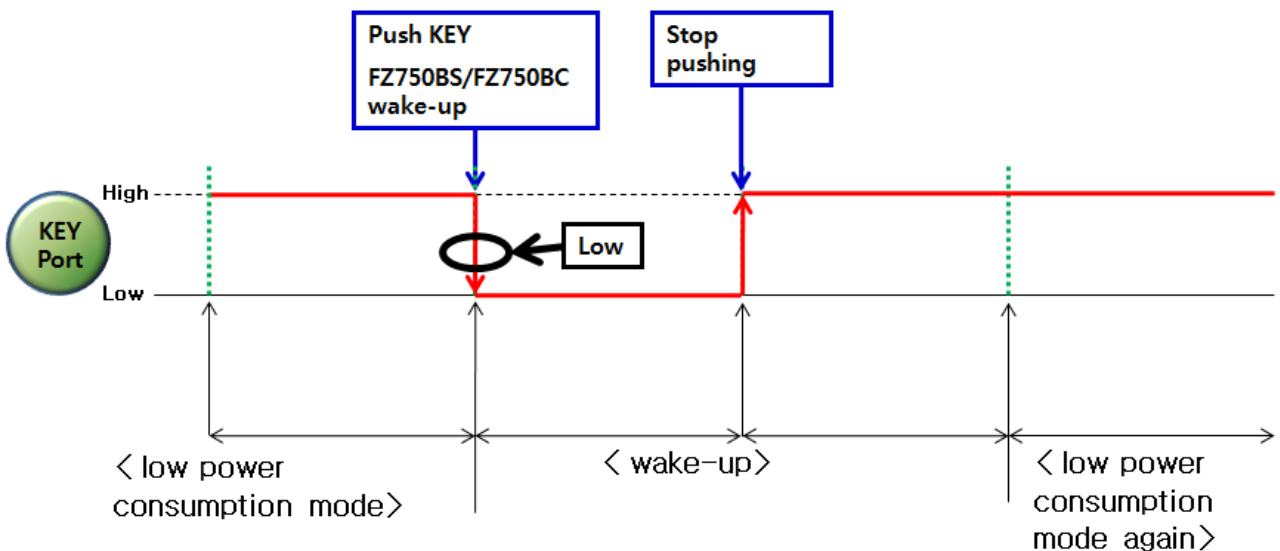 Push KEY
FZ750BS/FZ750BC
wake-up
Stop
pushing
High
KEY
Port
Low
Low
< low power
consumption mode>
< wake-up>
< low power
consumption
mode again>